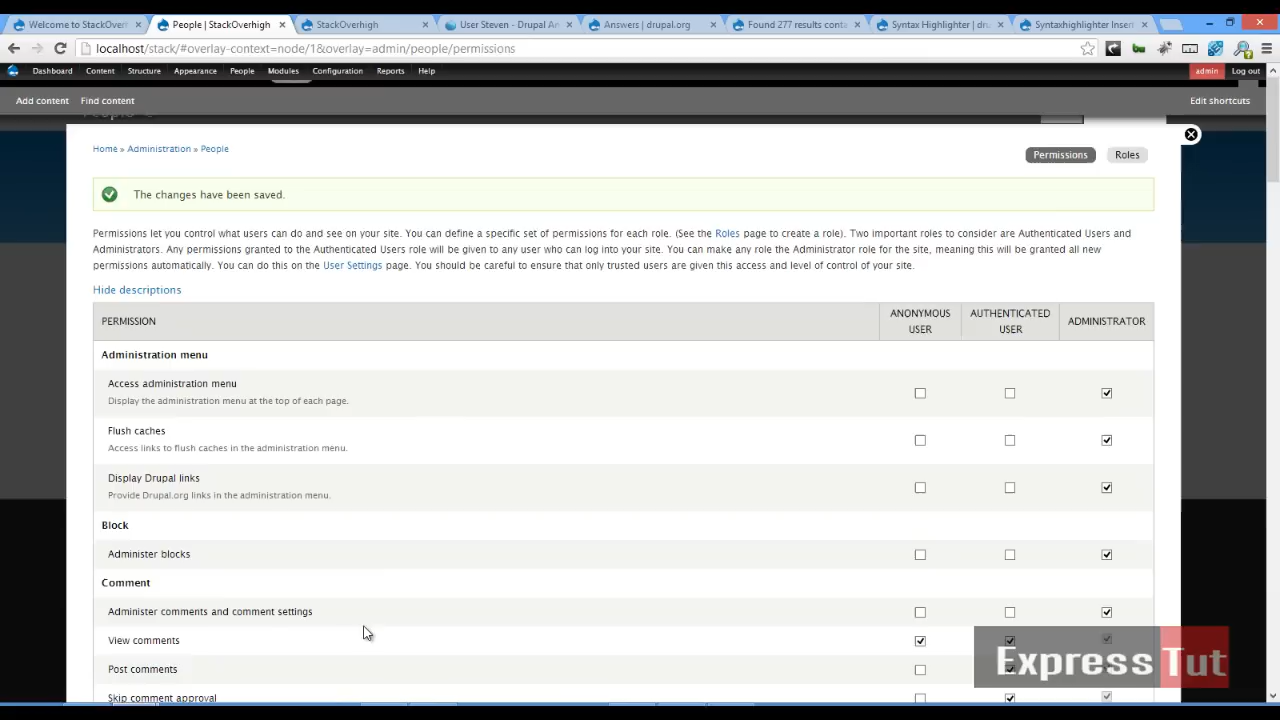 Welcome to StackOverh
People | StackOverhigh
StackOverhigh
User Steven - Drupal An
Answers | drupal.org
Found 277 results conta
Syntax Highlighter | dru
Syntaxhighlighter Insert
localhost/stack/#overlay-context=node/1&overlay=admin/people/permissions
Dashboard Content Structure Appearance People Modules Configuration Reports Help admin Log out
Add content Find content Edit shortcuts
People
Home » Administration » People
Permissions Roles
The changes have been saved.
Permissions let you control what users can do and see on your site. You can define a specific set of permissions for each role. (See the Roles page to create a role). Two important roles to consider are Authenticated Users and
Administrators. Any permissions granted to the Authenticated Users role will be given to any user who can log into your site. You can make any role the Administrator role for the site, meaning this will be granted all new
permissions automatically. You can do this on the User Settings page. You should be careful to ensure that only trusted users are given this access and level of control of your site.
Hide descriptions
PERMISSION
ANONYMOUS
USER
AUTHENTICATED
USER
ADMINISTRATOR
Administration menu
Access administration menu
Display the administration menu at the top of each page.
Flush caches
Access links to flush caches in the administration menu.
Display Drupal links
Provide Drupal.org links in the administration menu.
Block
Administer blocks
Comment
Administer comments and comment settings
View comments
Post comments
Skip comment approval
Express Tut